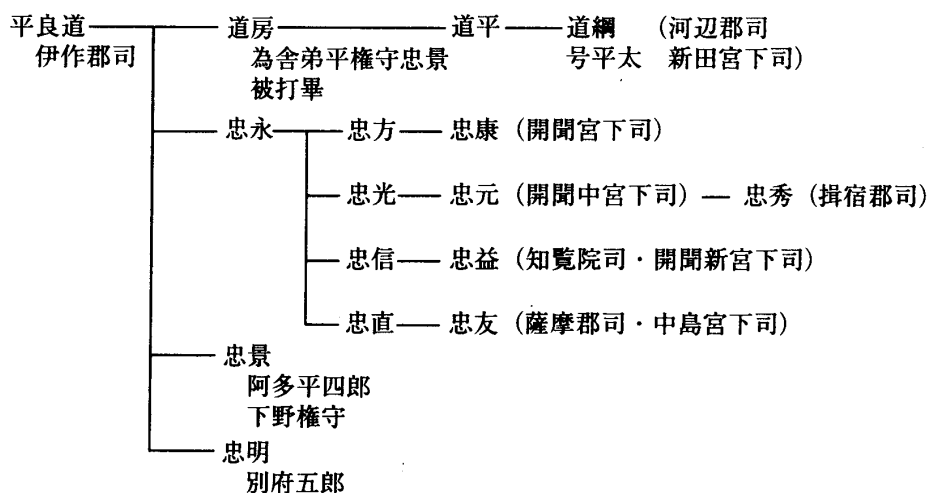 平良道 道房 道平 道綱 (河辺郡司
伊作郡司 為舎弟平権守忠景 号平太 新田宮下司)
被打畢
忠永 忠方 忠康 (開聞宮下司)
忠光 忠元 (開聞中宮下司) 忠秀 (揖宿郡司)
忠信 忠益 (知覧院司・開聞新宮下司)
忠直 忠友 (薩摩郡司・中島宮下司)
忠景
阿多平四郎
下野権守
忠明
別府五郎